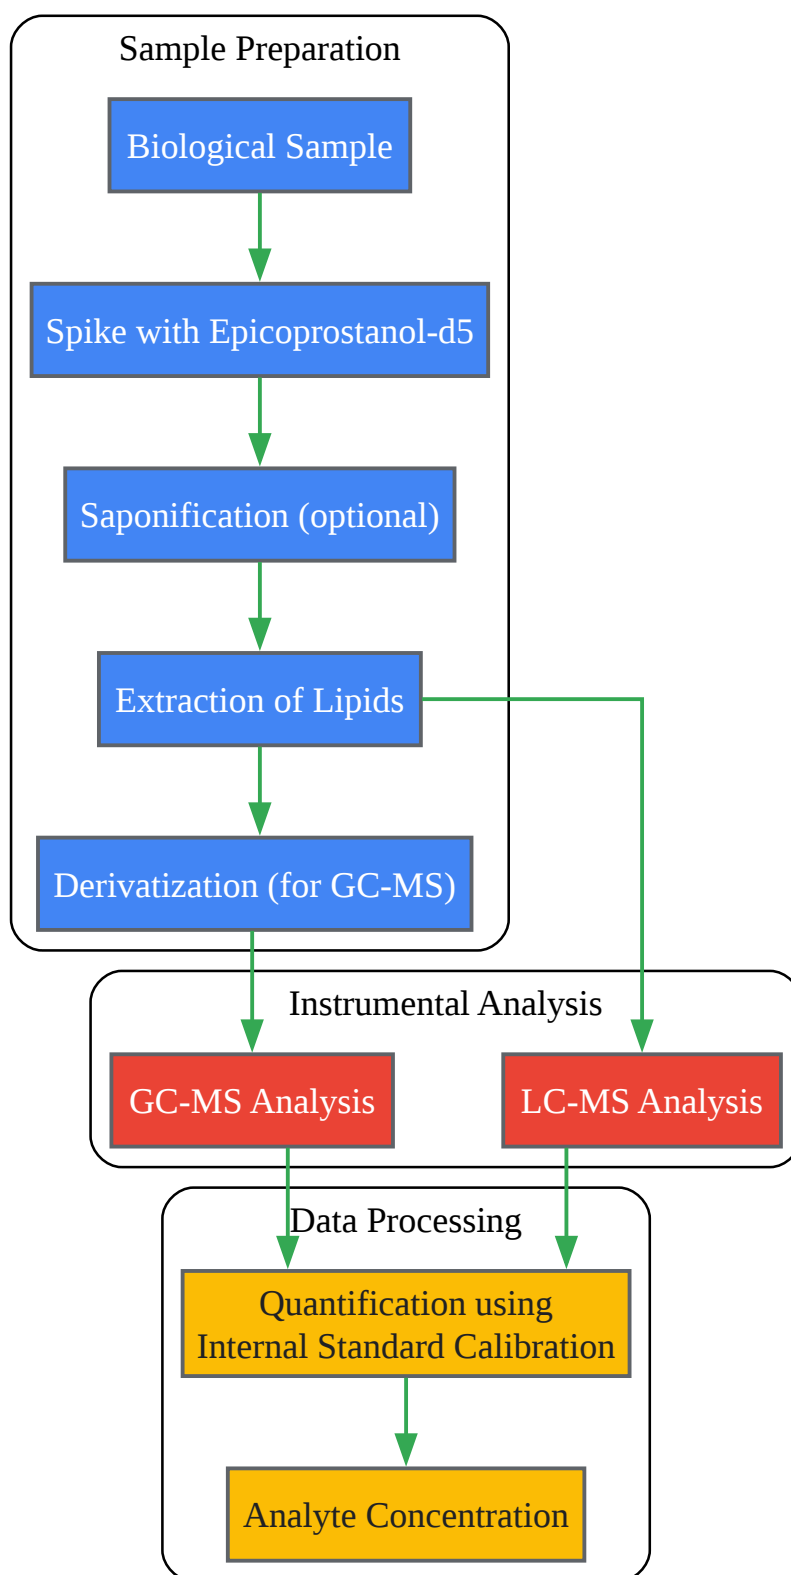 Sample Preparation
Biological Sample
Spike with Epicoprostanol-d5
Saponification (optional)
Extraction of Lipids
Derivatization (for GC-MS)
Instrumental Analysis
GC-MS Analysis
LC-MS Analysis
Data Processing
Quantification using
Internal Standard Calibration
Analyte Concentration